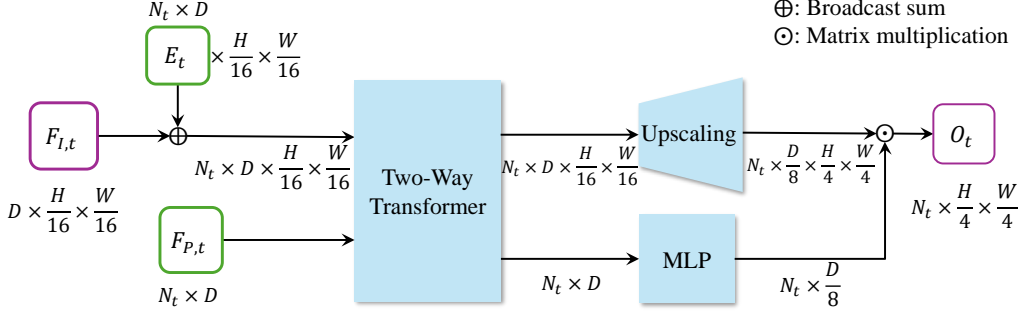 N_t × D
⊕: Broadcast sum
⊙: Matrix multiplication
E_t
× H/16 × W/16
F_{I,t}
D × H/16 × W/16
N_t × D × H/16 × W/16
Two-Way
Transformer
N_t × D × H/16 × W/16
Upscaling
N_t × D/8 × H/4 × W/4
O_t
N_t × H/4 × W/4
F_{P,t}
N_t × D
N_t × D
MLP
N_t × D/8